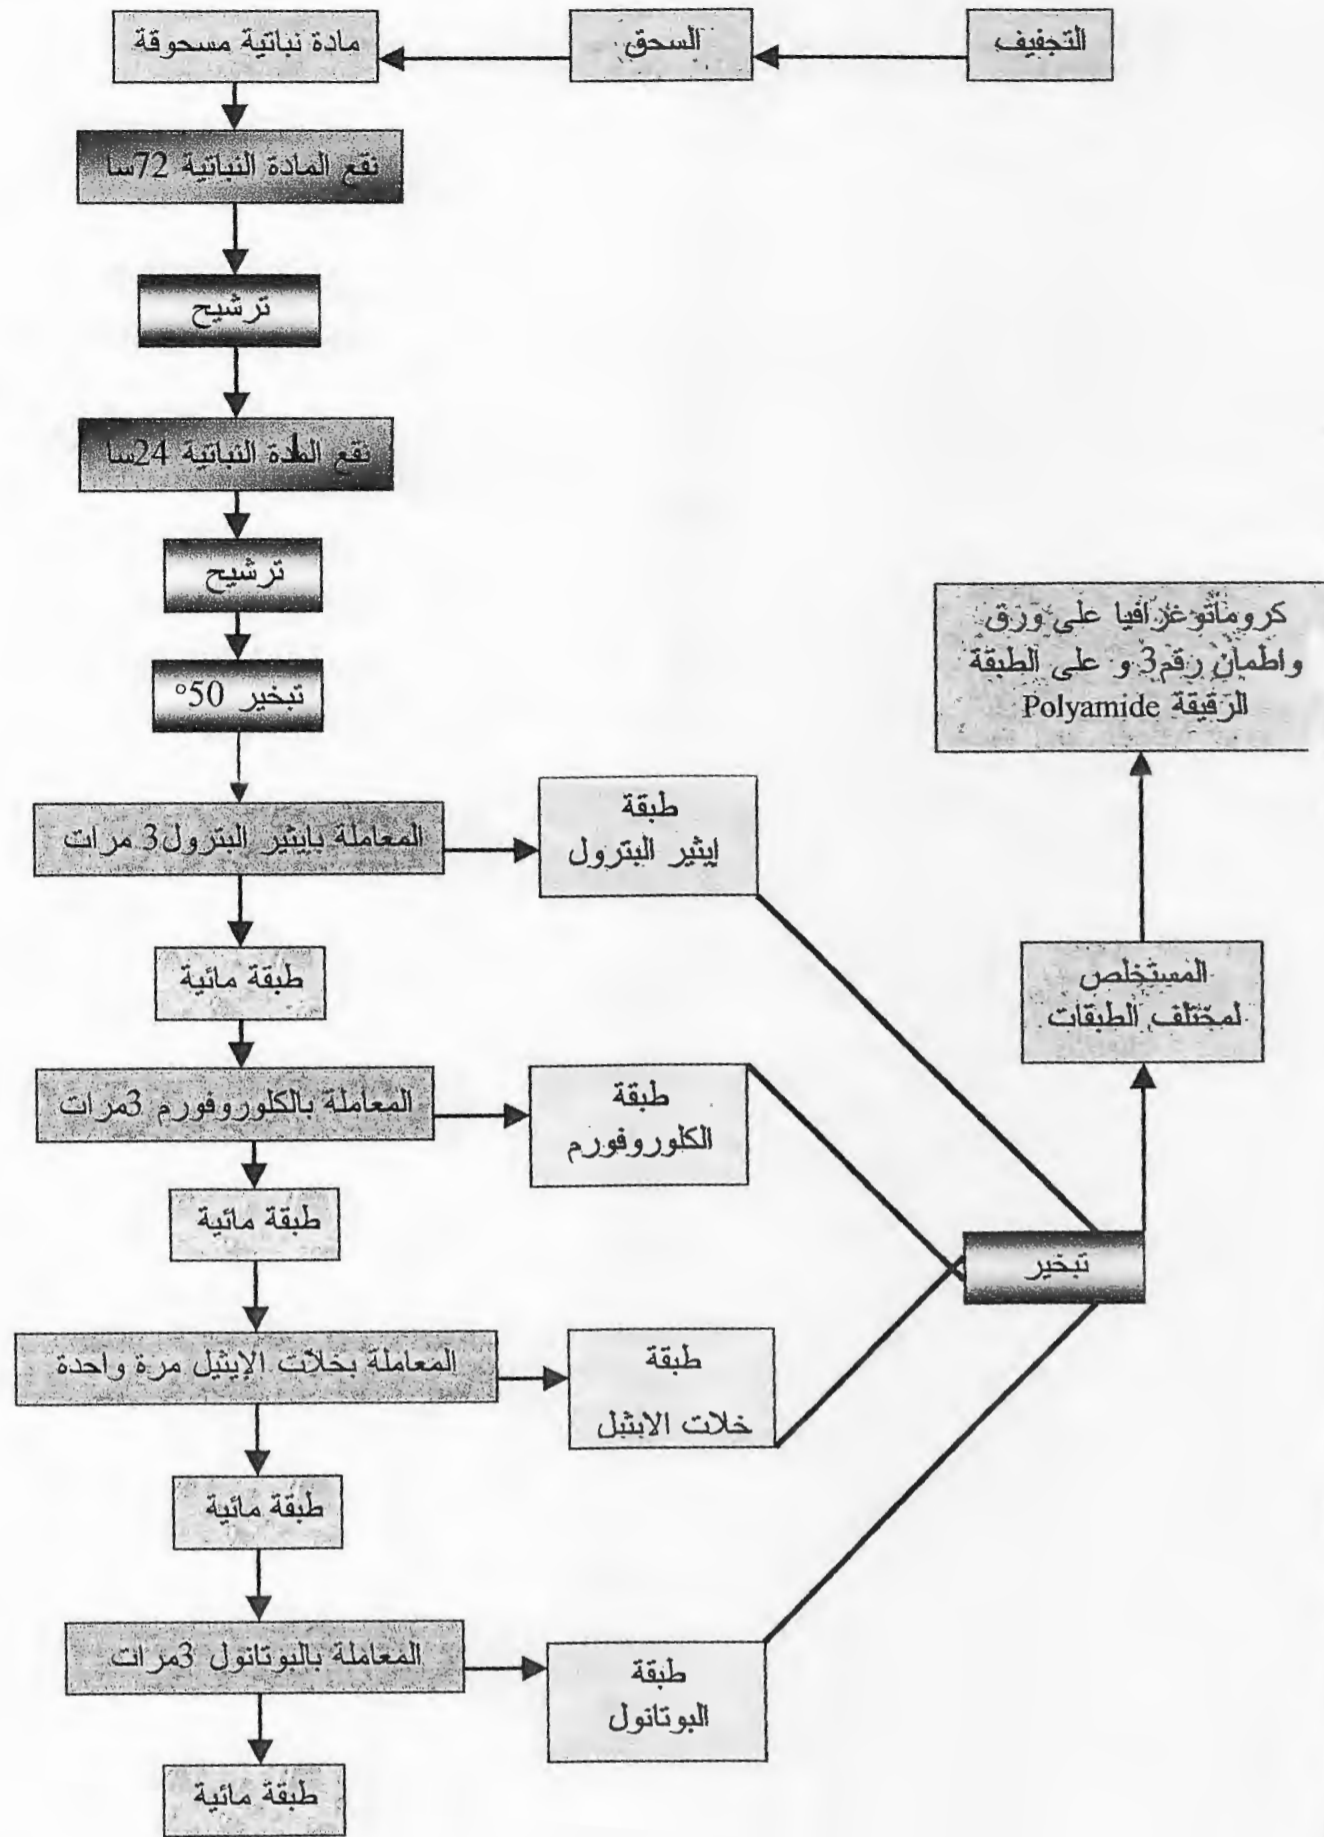 التجفيف
السحق
مادة نباتية مسحوقة
نقع المادة النباتية 72سا
ترشيح
نقع المادة النباتية 24سا
ترشيح
تبخير 50°
كروماتوغرافيا على ورق
واطمان رقم3 و على الطبقة
الرقيقة Polyamide
المعاملة بإيثير البترول3 مرات
طبقة
إيثير البترول
طبقة مائية
المستخلص
لمختلف الطبقات
المعاملة بالكلوروفورم 3مرات
طبقة
الكلوروفورم
طبقة مائية
تبخير
المعاملة بخلات الإيثيل مرة واحدة
طبقة
خلات الايثيل
طبقة مائية
المعاملة بالبوتانول 3مرات
طبقة
البوتانول
طبقة مائية